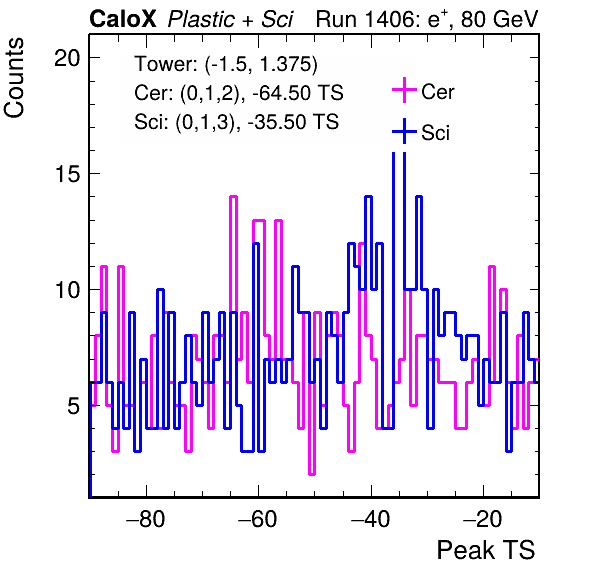 CaloX Plastic + Sci Run 1406: e+, 80 GeV
Counts
Tower: (-1.5, 1.375)
Cer: (0,1,2), -64.50 TS
Sci: (0,1,3), -35.50 TS
Cer
Sci
20
15
10
5
−80 −60 −40 −20
Peak TS